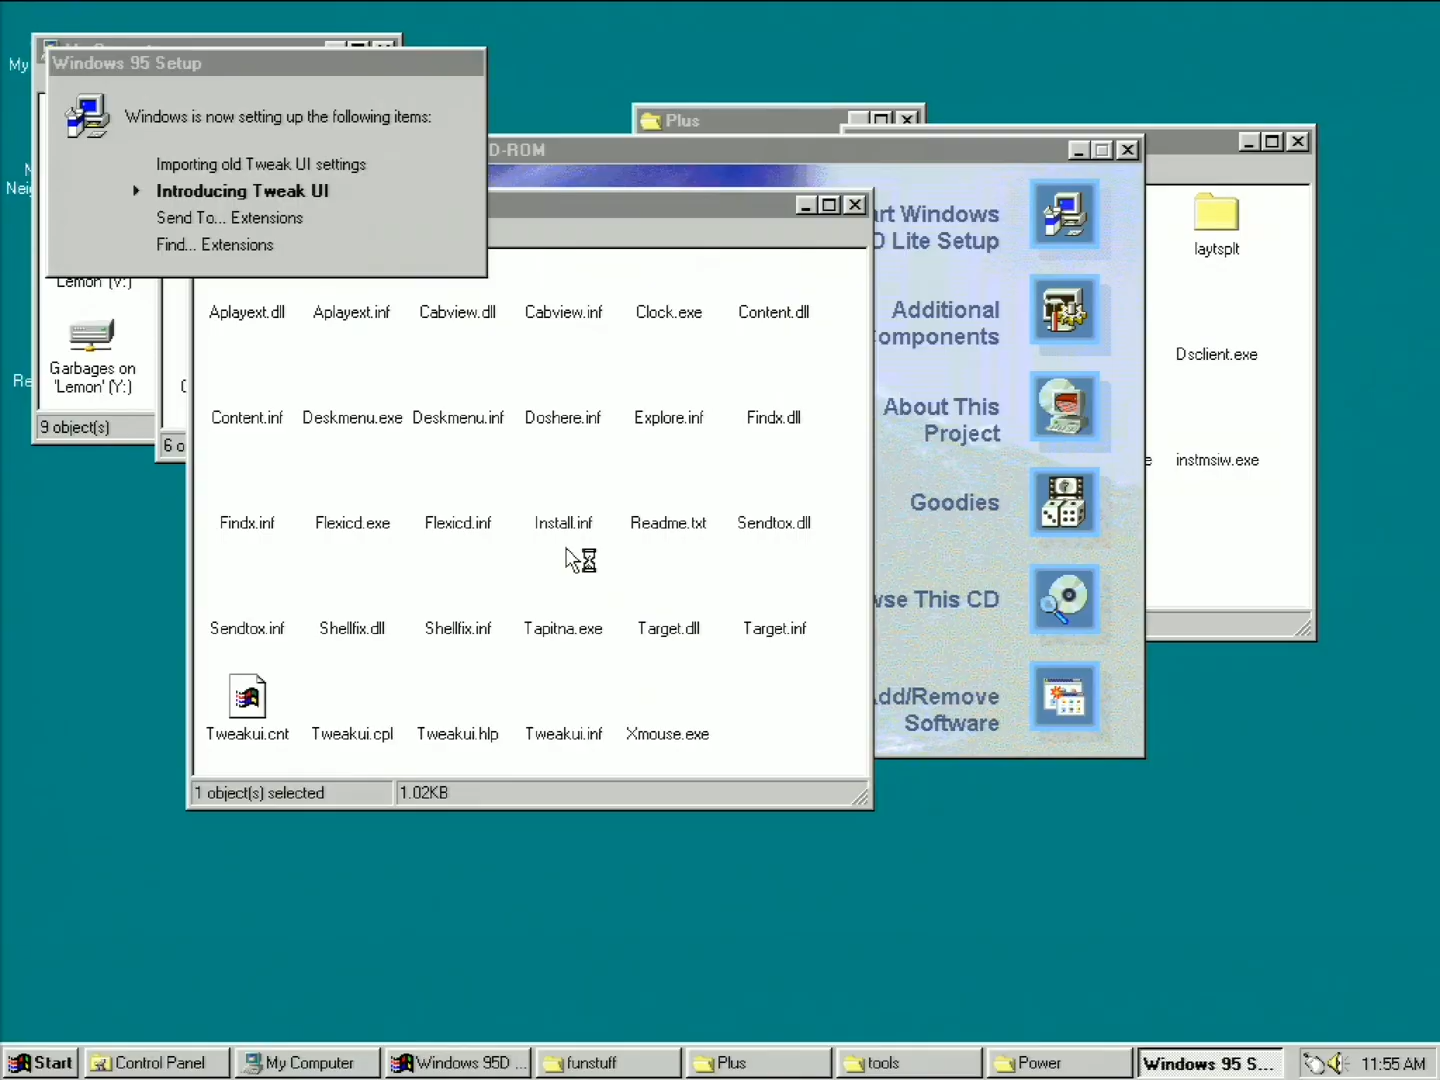 My
Windows 95 Setup
Windows is now setting up the following items:
Importing old Tweak UI settings
Introducing Tweak UI
Send To... Extensions
Find... Extensions
Plus
D-ROM
art Windows
D Lite Setup
Additional
omponents
About This
Project
Goodies
wse This CD
Add/Remove
Software
laytsplt
Dsclient.exe
instmsiw.exe
Nei
Re
Lemon' (V:)
Garbages on
'Lemon' (Y:)
9 object(s)
6 o
Aplayext.dll Aplayext.inf Cabview.dll Cabview.inf Clock.exe Content.dll
Content.inf Deskmenu.exe Deskmenu.inf Doshere.inf Explore.inf Findx.dll
Findx.inf Flexicd.exe Flexicd.inf Install.inf Readme.txt Sendtox.dll
Sendtox.inf Shellfix.dll Shellfix.inf Tapitna.exe Target.dll Target.inf
Tweakui.cnt Tweakui.cpl Tweakui.hlp Tweakui.inf Xmouse.exe
1 object(s) selected 1.02KB
Start Control Panel My Computer Windows 95D ... funstuff Plus tools Power Windows 95 S... 11:55 AM